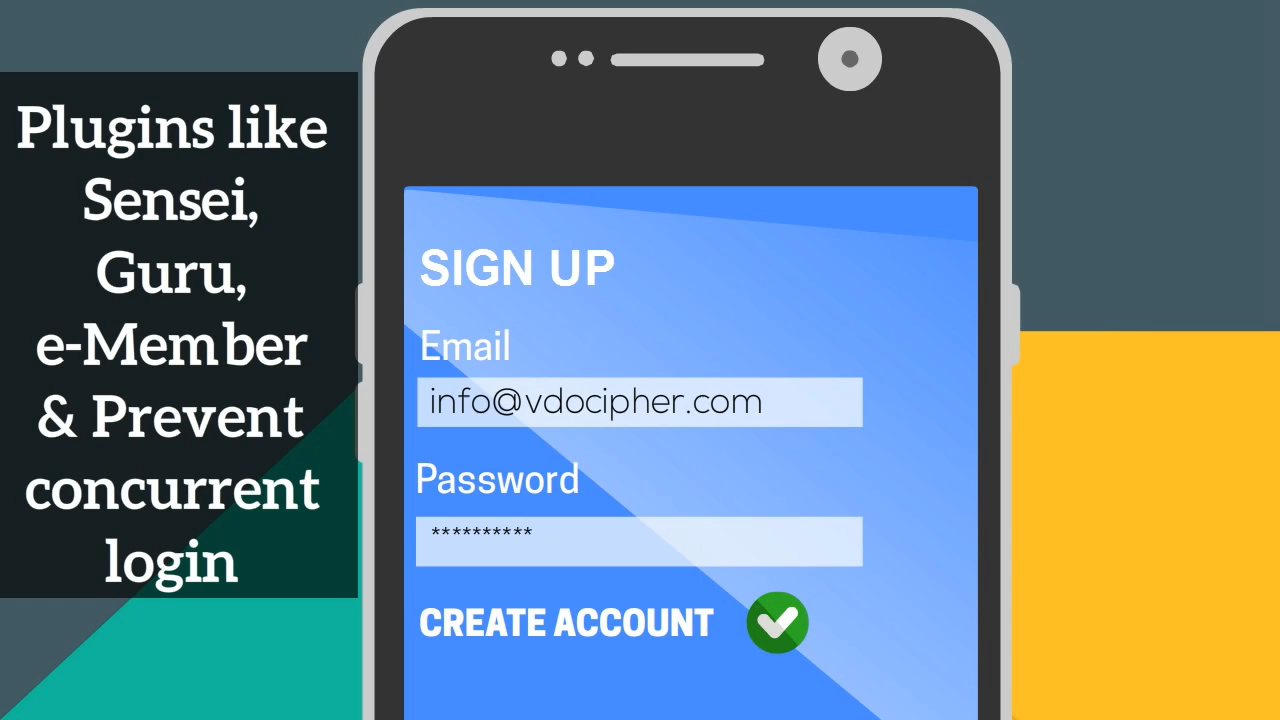 Plugins like
Sensei,
Guru,
e-Member
& Prevent
concurrent
login
SIGN UP
Email
info@vdocipher.com
Password
**********
CREATE ACCOUNT